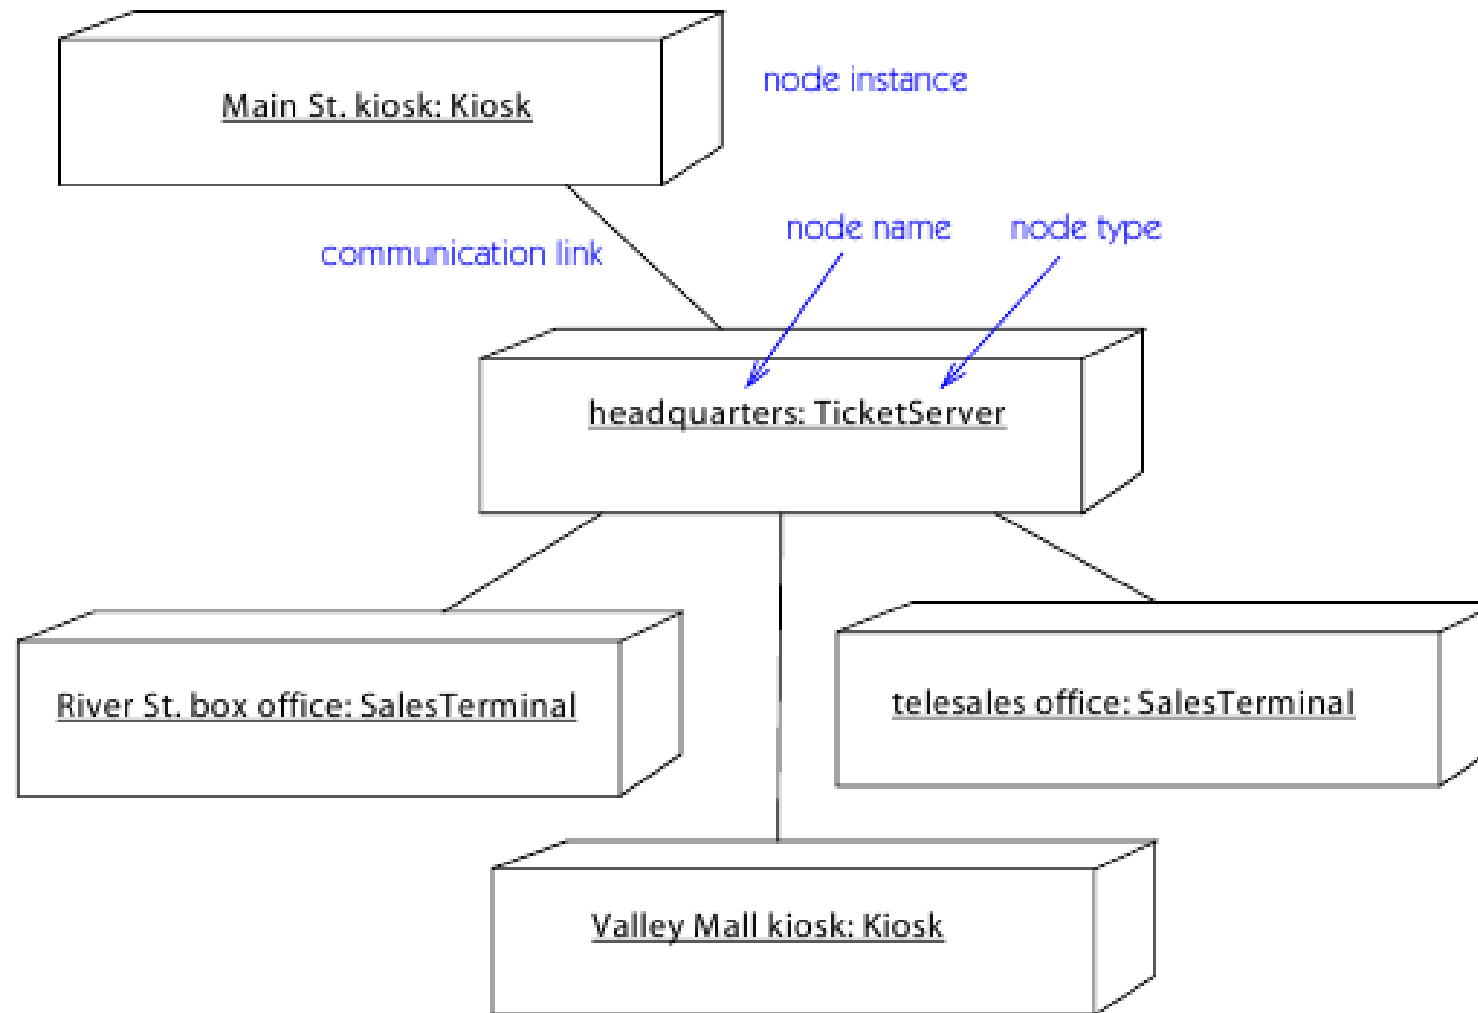 Main St. kiosk: Kiosk
node instance
communication link
node name
node type
headquarters: TicketServer
River St. box office: SalesTerminal
telesales office: SalesTerminal
Valley Mall kiosk: Kiosk